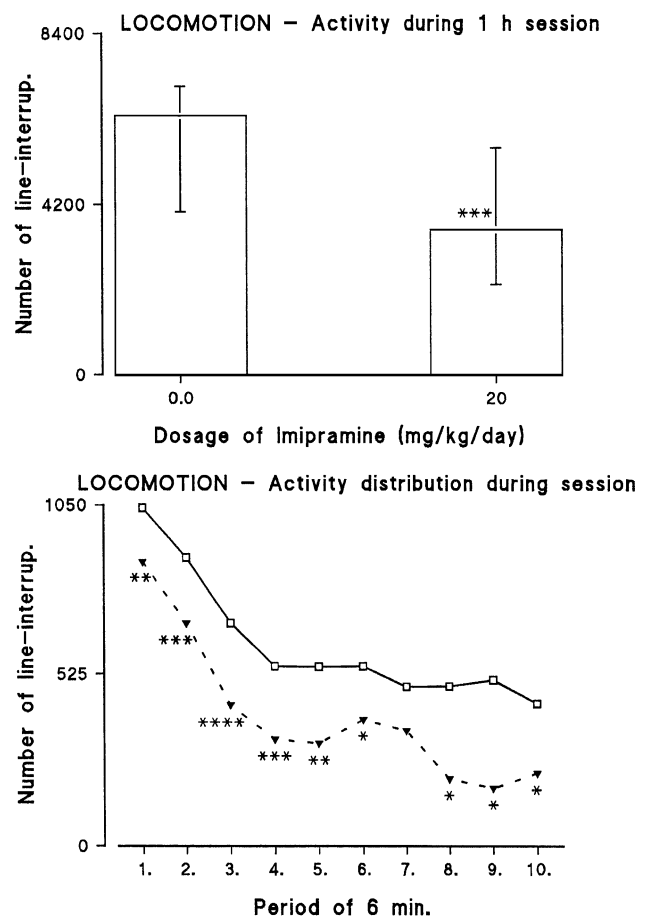 LOCOMOTION – Activity during 1 h session
8400
4200
0
Number of line–interrup.
***
0.0 20
Dosage of Imipramine (mg/kg/day)
LOCOMOTION – Activity distribution during session
1050
525
0
Number of line–interrup.
**
***
****
***
**
*
*
*
*
1. 2. 3. 4. 5. 6. 7. 8. 9. 10.
Period of 6 min.